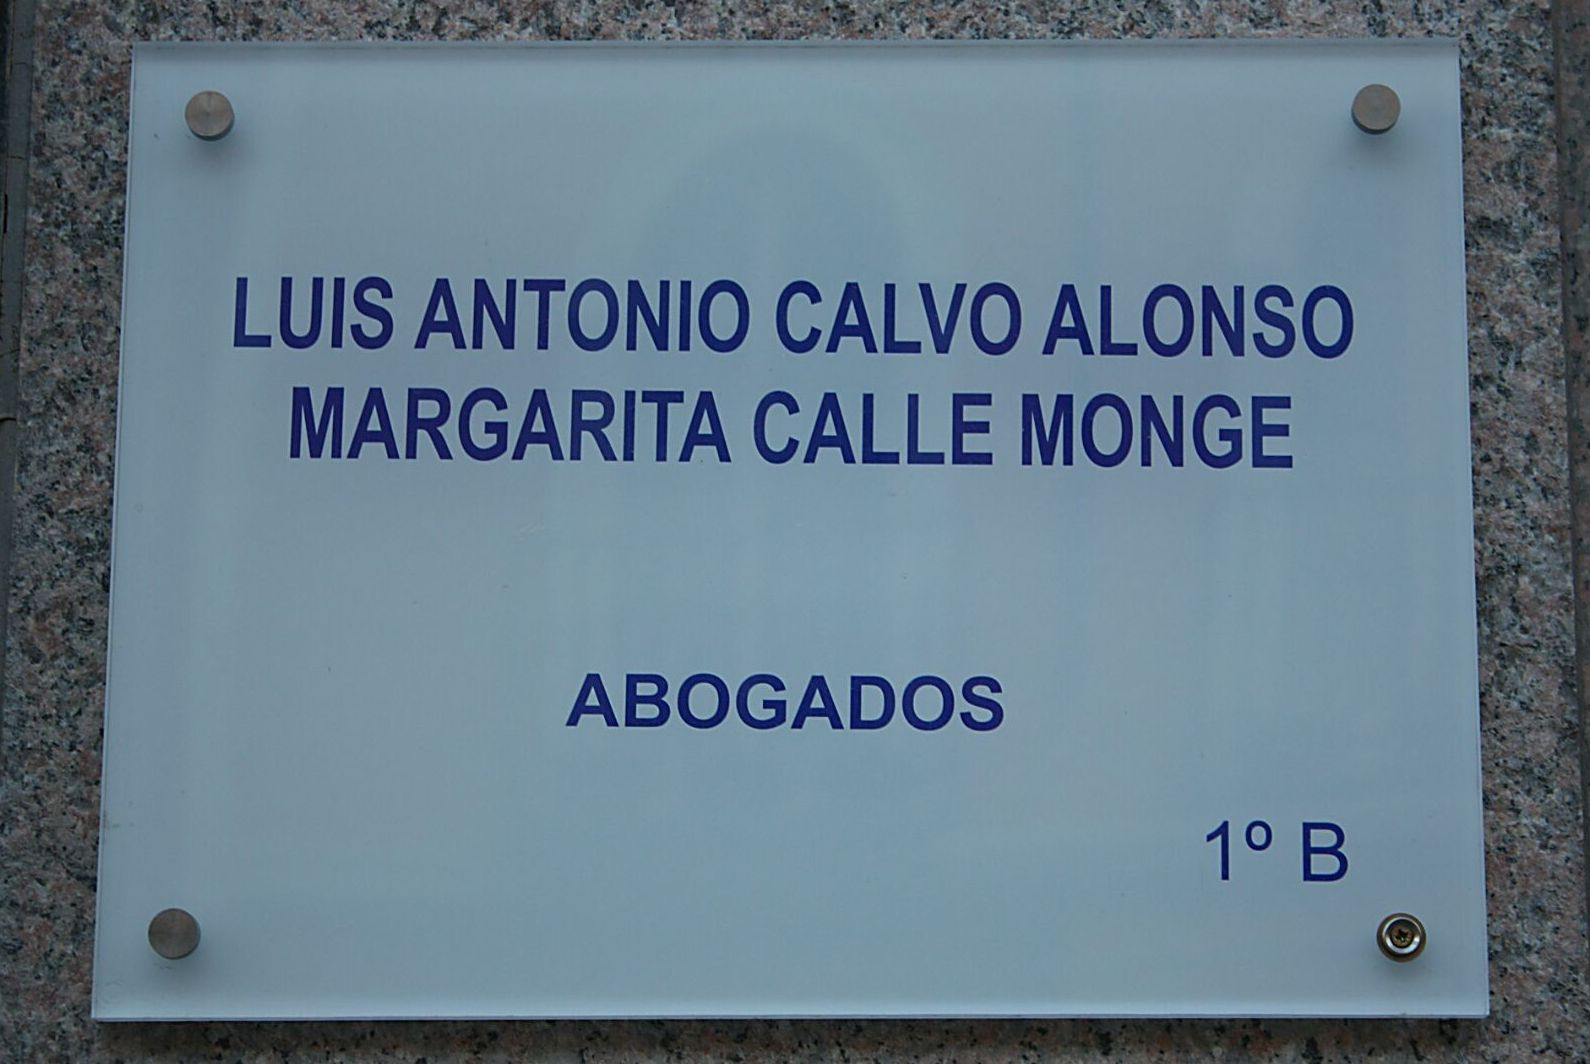 LUIS ANTONIO CALVO ALONSO
MARGARITA CALLE MONGE
ABOGADOS
1º B